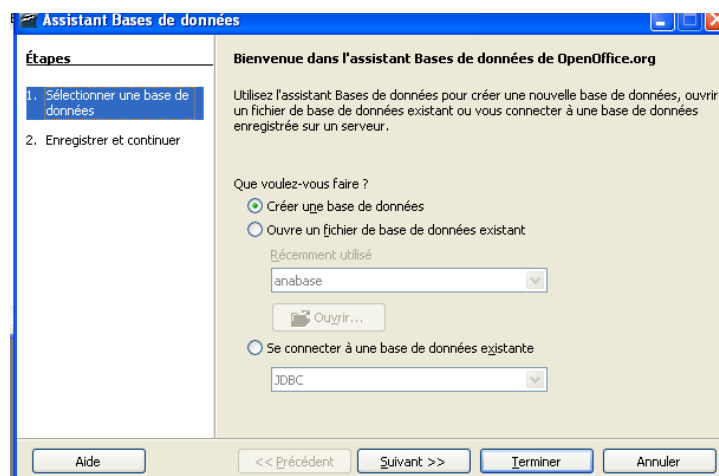 Assistant Bases de données
Étapes
1. Sélectionner une base de
données
2. Enregistrer et continuer
Bienvenue dans l'assistant Bases de données de OpenOffice.org
Utilisez l'assistant Bases de données pour créer une nouvelle base de données, ouvrir
un fichier de base de données existant ou vous connecter à une base de données
enregistrée sur un serveur.
Que voulez-vous faire ?
Créer une base de données
Ouvre un fichier de base de données existant
Récemment utilisé
anabase
Ouvrir...
Se connecter à une base de données existante
JDBC
Aide
<< Précédent
Suivant >>
Terminer
Annuler